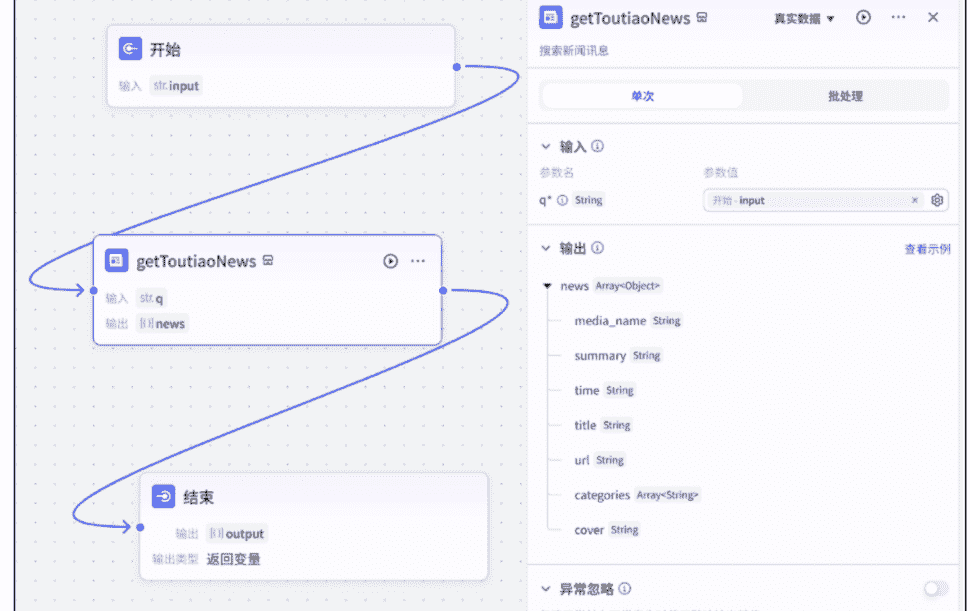 开始
输入 str. input
getToutiaoNews
输入 str. q
输出 [{}] news
结束
输出 [{}] output
输出类型 返回变量
getToutiaoNews 真实数据
搜索新闻讯息
单次 批处理
输入
参数名 参数值
q* String 开始 - input
输出 查看示例
news Array<Object>
media_name String
summary String
time String
title String
url String
categories Array<String>
cover String
异常忽略